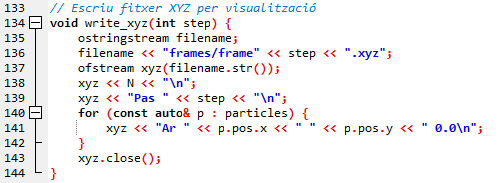 133 // Escriu fitxer XYZ per visualització
134 void write_xyz(int step) {
135     ostringstream filename;
136     filename << "frames/frame" << step << ".xyz";
137     ofstream xyz(filename.str());
138     xyz << N << "\n";
139     xyz << "Pas " << step << "\n";
140     for (const auto& p : particles) {
141         xyz << "Ar " << p.pos.x << " " << p.pos.y << " 0.0\n";
142     }
143     xyz.close();
144 }